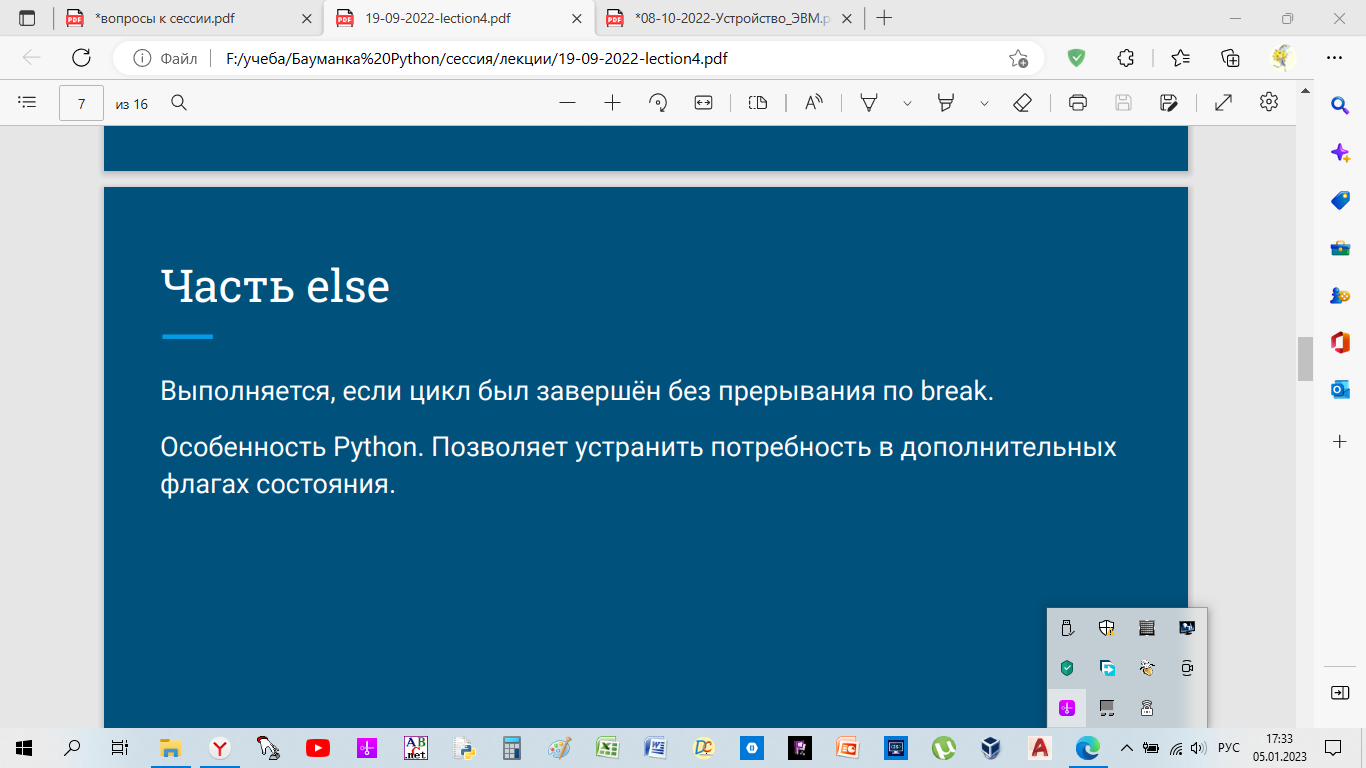 *вопросы к сессии.pdf
19-09-2022-lection4.pdf
*08-10-2022-Устройство_ЭВМ.p
Файл
F:/учеба/Бауманка%20Python/сессия/лекции/19-09-2022-lection4.pdf
7 из 16
Часть else
Выполняется, если цикл был завершён без прерывания по break.
Особенность Python. Позволяет устранить потребность в дополнительных
флагах состояния.
РУС
17:33
05.01.2023